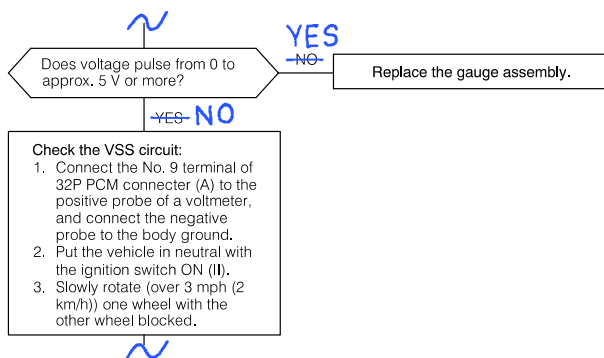 YES
Does voltage pulse from 0 to
approx. 5 V or more?
NO
Replace the gauge assembly.
YES NO
Check the VSS circuit:
1. Connect the No. 9 terminal of
32P PCM connecter (A) to the
positive probe of a voltmeter,
and connect the negative
probe to the body ground.
2. Put the vehicle in neutral with
the ignition switch ON (II).
3. Slowly rotate (over 3 mph (2
km/h)) one wheel with the
other wheel blocked.